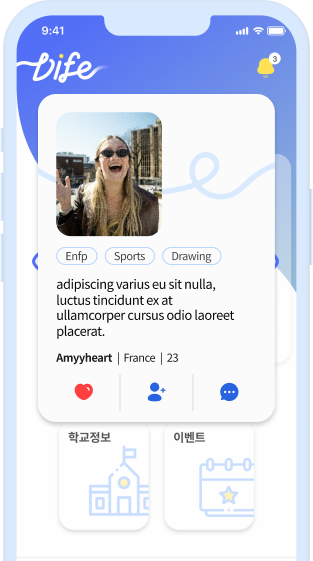 9:41
Dife
3
Enfp Sports Drawing
adipiscing varius eu sit nulla,
luctus tincidunt ex at
ullamcorper cursus odio laoreet
placerat.
Amyyheart | France | 23
학교정보 이벤트